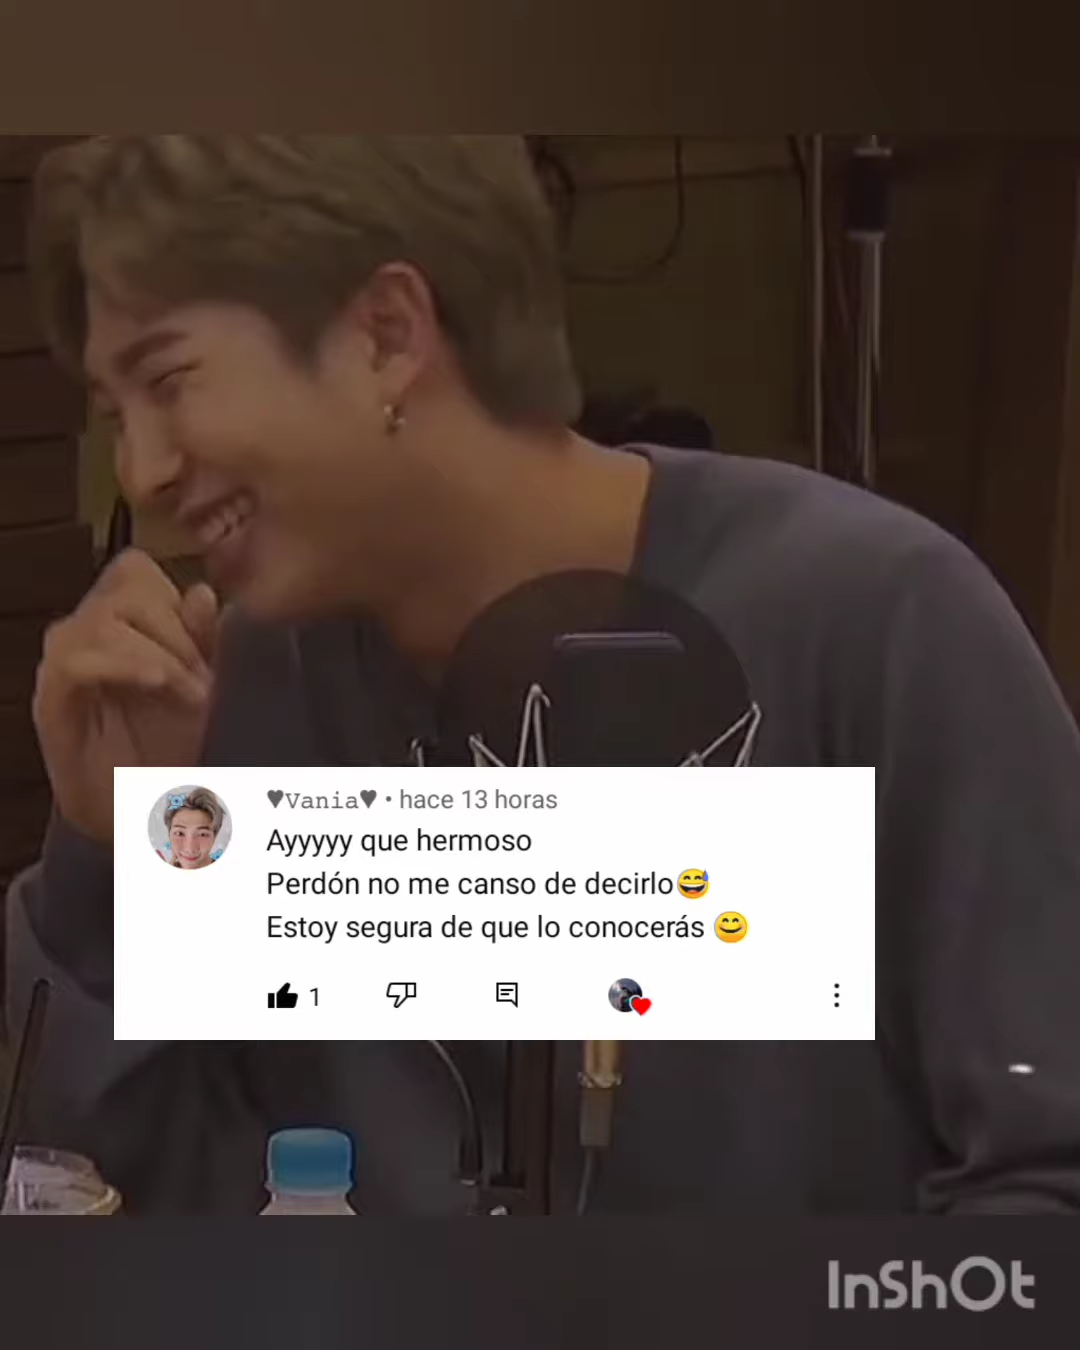 ♥Vania♥ • hace 13 horas
Ayyyyy que hermoso
Perdón no me canso de decirlo😅
Estoy segura de que lo conocerás 😄
1
InShOt